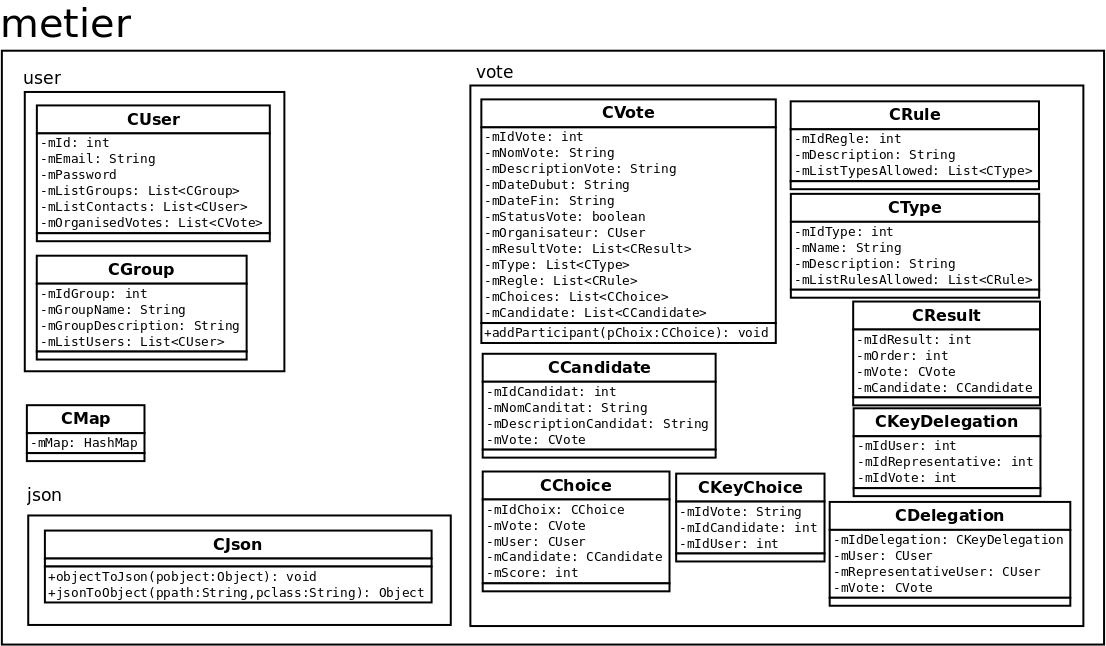 metier
user
CUser
-mId: int
-mEmail: String
-mPassword
-mListGroups: List<CGroup>
-mListContacts: List<CUser>
-mOrganisedVotes: List<CVote>
CGroup
-mIdGroup: int
-mGroupName: String
-mGroupDescription: String
-mListUsers: List<CUser>
CMap
-mMap: HashMap
json
CJson
+objectToJson(pobject:Object): void
+jsonToObject(ppath:String,pclass:String): Object
vote
CVote
-mIdVote: int
-mNomVote: String
-mDescriptionVote: String
-mDateDubut: String
-mDateFin: String
-mStatusVote: boolean
-mOrganisateur: CUser
-mResultVote: List<CResult>
-mType: List<CType>
-mRegle: List<CRule>
-mChoices: List<CChoice>
-mCandidate: List<CCandidate>
+addParticipant(pChoix:CChoice): void
CCandidate
-mIdCandidat: int
-mNomCanditat: String
-mDescriptionCandidat: String
-mVote: CVote
CChoice
-mIdChoix: CChoice
-mVote: CVote
-mUser: CUser
-mCandidate: CCandidate
-mScore: int
CKeyChoice
-mIdVote: String
-mIdCandidate: int
-mIdUser: int
CRule
-mIdRegle: int
-mDescription: String
-mListTypesAllowed: List<CType>
CType
-mIdType: int
-mName: String
-mDescription: String
-mListRulesAllowed: List<CRule>
CResult
-mIdResult: int
-mOrder: int
-mVote: CVote
-mCandidate: CCandidate
CKeyDelegation
-mIdUser: int
-mIdRepresentative: int
-mIdVote: int
CDelegation
-mIdDelegation: CKeyDelegation
-mUser: CUser
-mRepresentativeUser: CUser
-mVote: CVote